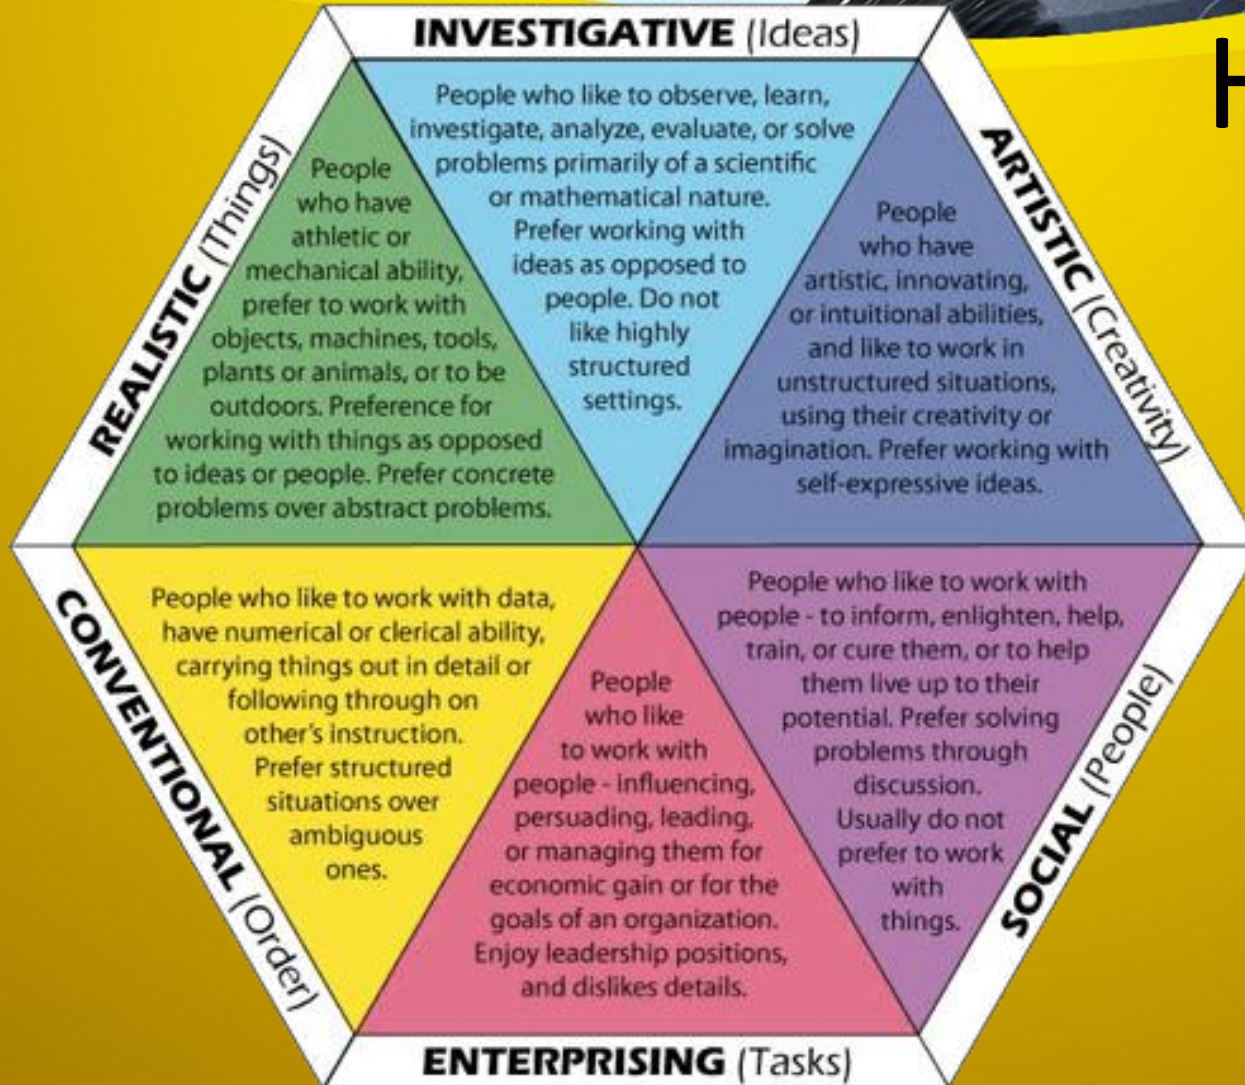 INVESTIGATIVE (Ideas)
People who like to observe, learn,
investigate, analyze, evaluate, or solve
problems primarily of a scientific
or mathematical nature.
Prefer working with
ideas as opposed to
people. Do not
like highly
structured
settings.
H
REALISTIC (Things)
People
who have
athletic or
mechanical ability,
prefer to work with
objects, machines, tools,
plants or animals, or to be
outdoors. Preference for
working with things as opposed
to ideas or people. Prefer concrete
problems over abstract problems.
ARTISTIC (Creativity)
People
who have
artistic, innovating,
or intuitional abilities,
and like to work in
unstructured situations,
using their creativity or
imagination. Prefer working with
self-expressive ideas.
CONVENTIONAL (Order)
People who like to work with data,
have numerical or clerical ability,
carrying things out in detail or
following through on
other's instruction.
Prefer structured
situations over
ambiguous
ones.
People
who like
to work with
people - influencing,
persuading, leading,
or managing them for
economic gain or for the
goals of an organization.
Enjoy leadership positions,
and dislikes details.
ENTERPRISING (Tasks)
People who like to work with
people - to inform, enlighten, help,
train, or cure them, or to help
them live up to their
potential. Prefer solving
problems through
discussion.
Usually do not
prefer to work
with
things.
SOCIAL (People)